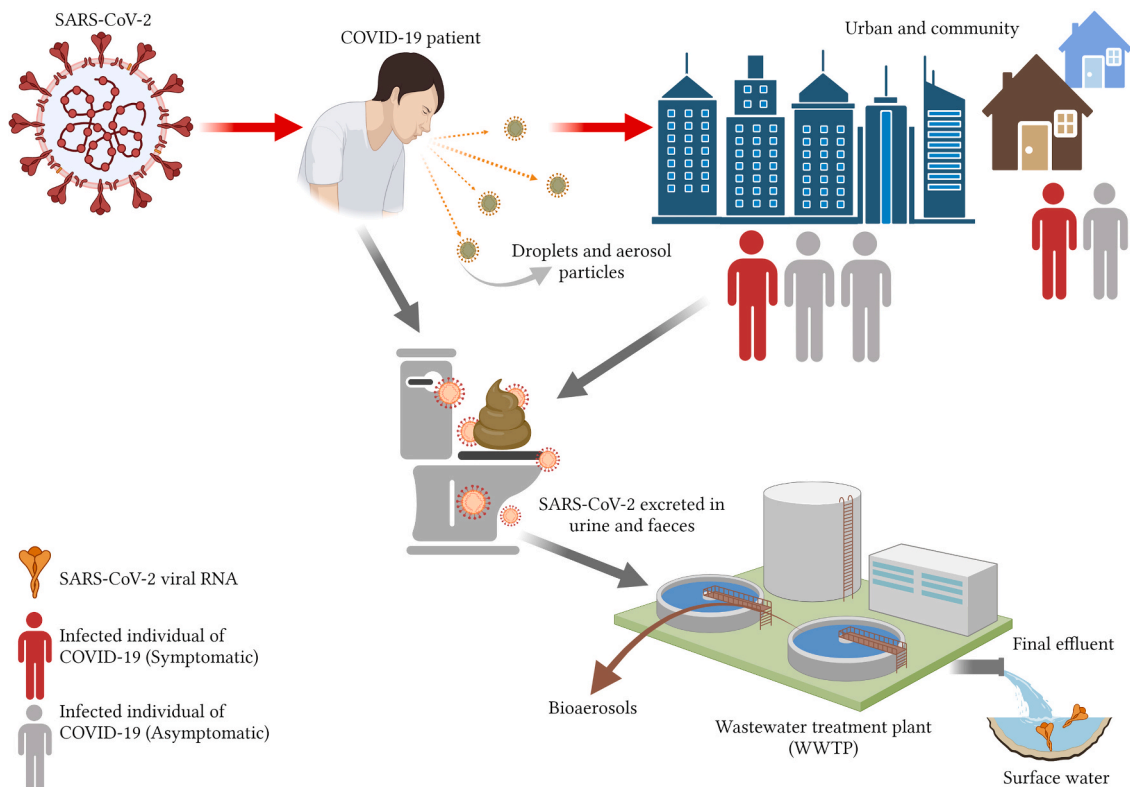 SARS-CoV-2
COVID-19 patient
Urban and community
Droplets and aerosol
particles
SARS-CoV-2 excreted in
urine and faeces
SARS-CoV-2 viral RNA
Infected individual of
COVID-19 (Symptomatic)
Infected individual of
COVID-19 (Asymptomatic)
Bioaerosols
Wastewater treatment plant
(WWTP)
Final effluent
Surface water